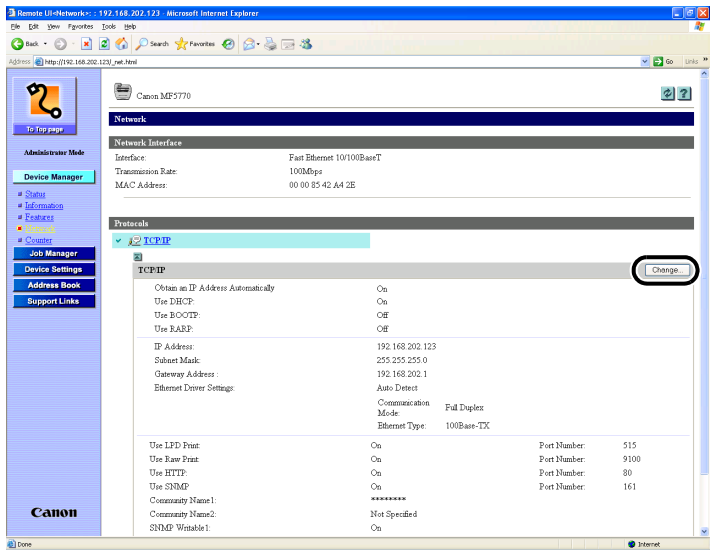 Remote UI<Network>: : 192.168.202.123 - Microsoft Internet Explorer
File Edit View Favorites Tools Help
Back Search Favorites
Address http://192.168.202.123/_net.html Go Links »
Canon MF5770
To Top page
Network
Administrator Mode
Network Interface
Interface: Fast Ethernet 10/100BaseT
Device Manager
Transmission Rate: 100Mbps
MAC Address: 00 00 85 42 A4 2E
Status
Information
Features
Network
Counter
Job Manager
Device Settings
Address Book
Support Links
Protocols
TCP/IP
TCP/IP Change...
Obtain an IP Address Automatically On
Use DHCP: On
Use BOOTP: Off
Use RARP: Off
IP Address: 192.168.202.123
Subnet Mask: 255.255.255.0
Gateway Address : 192.168.202.1
Ethernet Driver Settings: Auto Detect
Communication Mode: Full Duplex
Ethernet Type: 100Base-TX
Use LPD Print: On Port Number: 515
Use Raw Print: On Port Number: 9100
Use HTTP: On Port Number: 80
Use SNMP On Port Number: 161
Community Name1: ********
Community Name2: Not Specified
SNMP Writable1: On
Canon
Done Internet